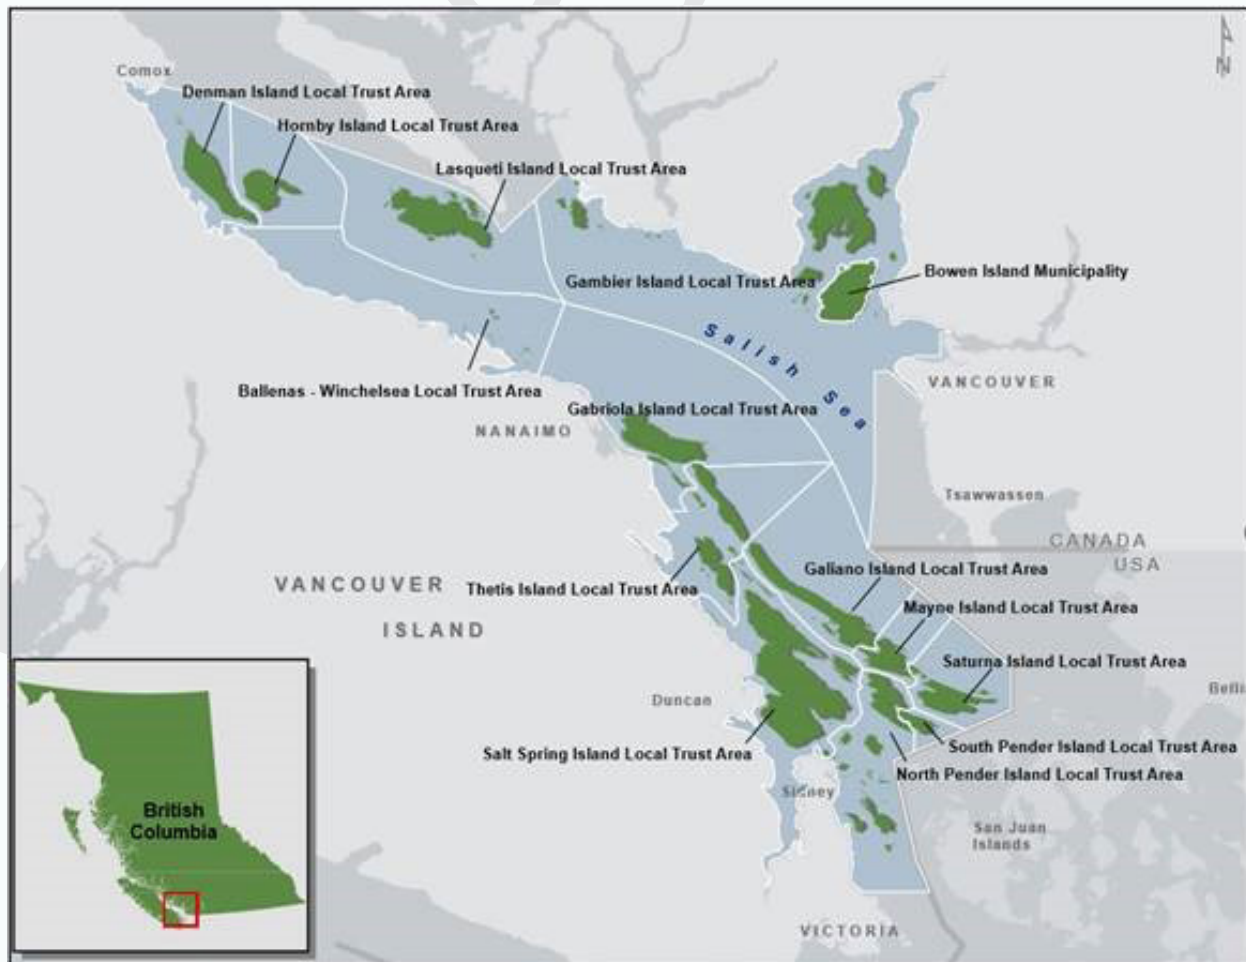 N
Comox
Denman Island Local Trust Area
Hornby Island Local Trust Area
Lasqueti Island Local Trust Area
Gambier Island Local Trust Area
Bowen Island Municipality
Salish Sea
Ballenas - Winchelsea Local Trust Area
VANCOUVER
Gabriola Island Local Trust Area
NANAIMO
Tsawwassen
CANADA
USA
Galiano Island Local Trust Area
Thetis Island Local Trust Area
VANCOUVER
ISLAND
Mayne Island Local Trust Area
Saturna Island Local Trust Area
Duncan
Salt Spring Island Local Trust Area
South Pender Island Local Trust Area
North Pender Island Local Trust Area
Sidney
San Juan
Islands
VICTORIA
British
Columbia